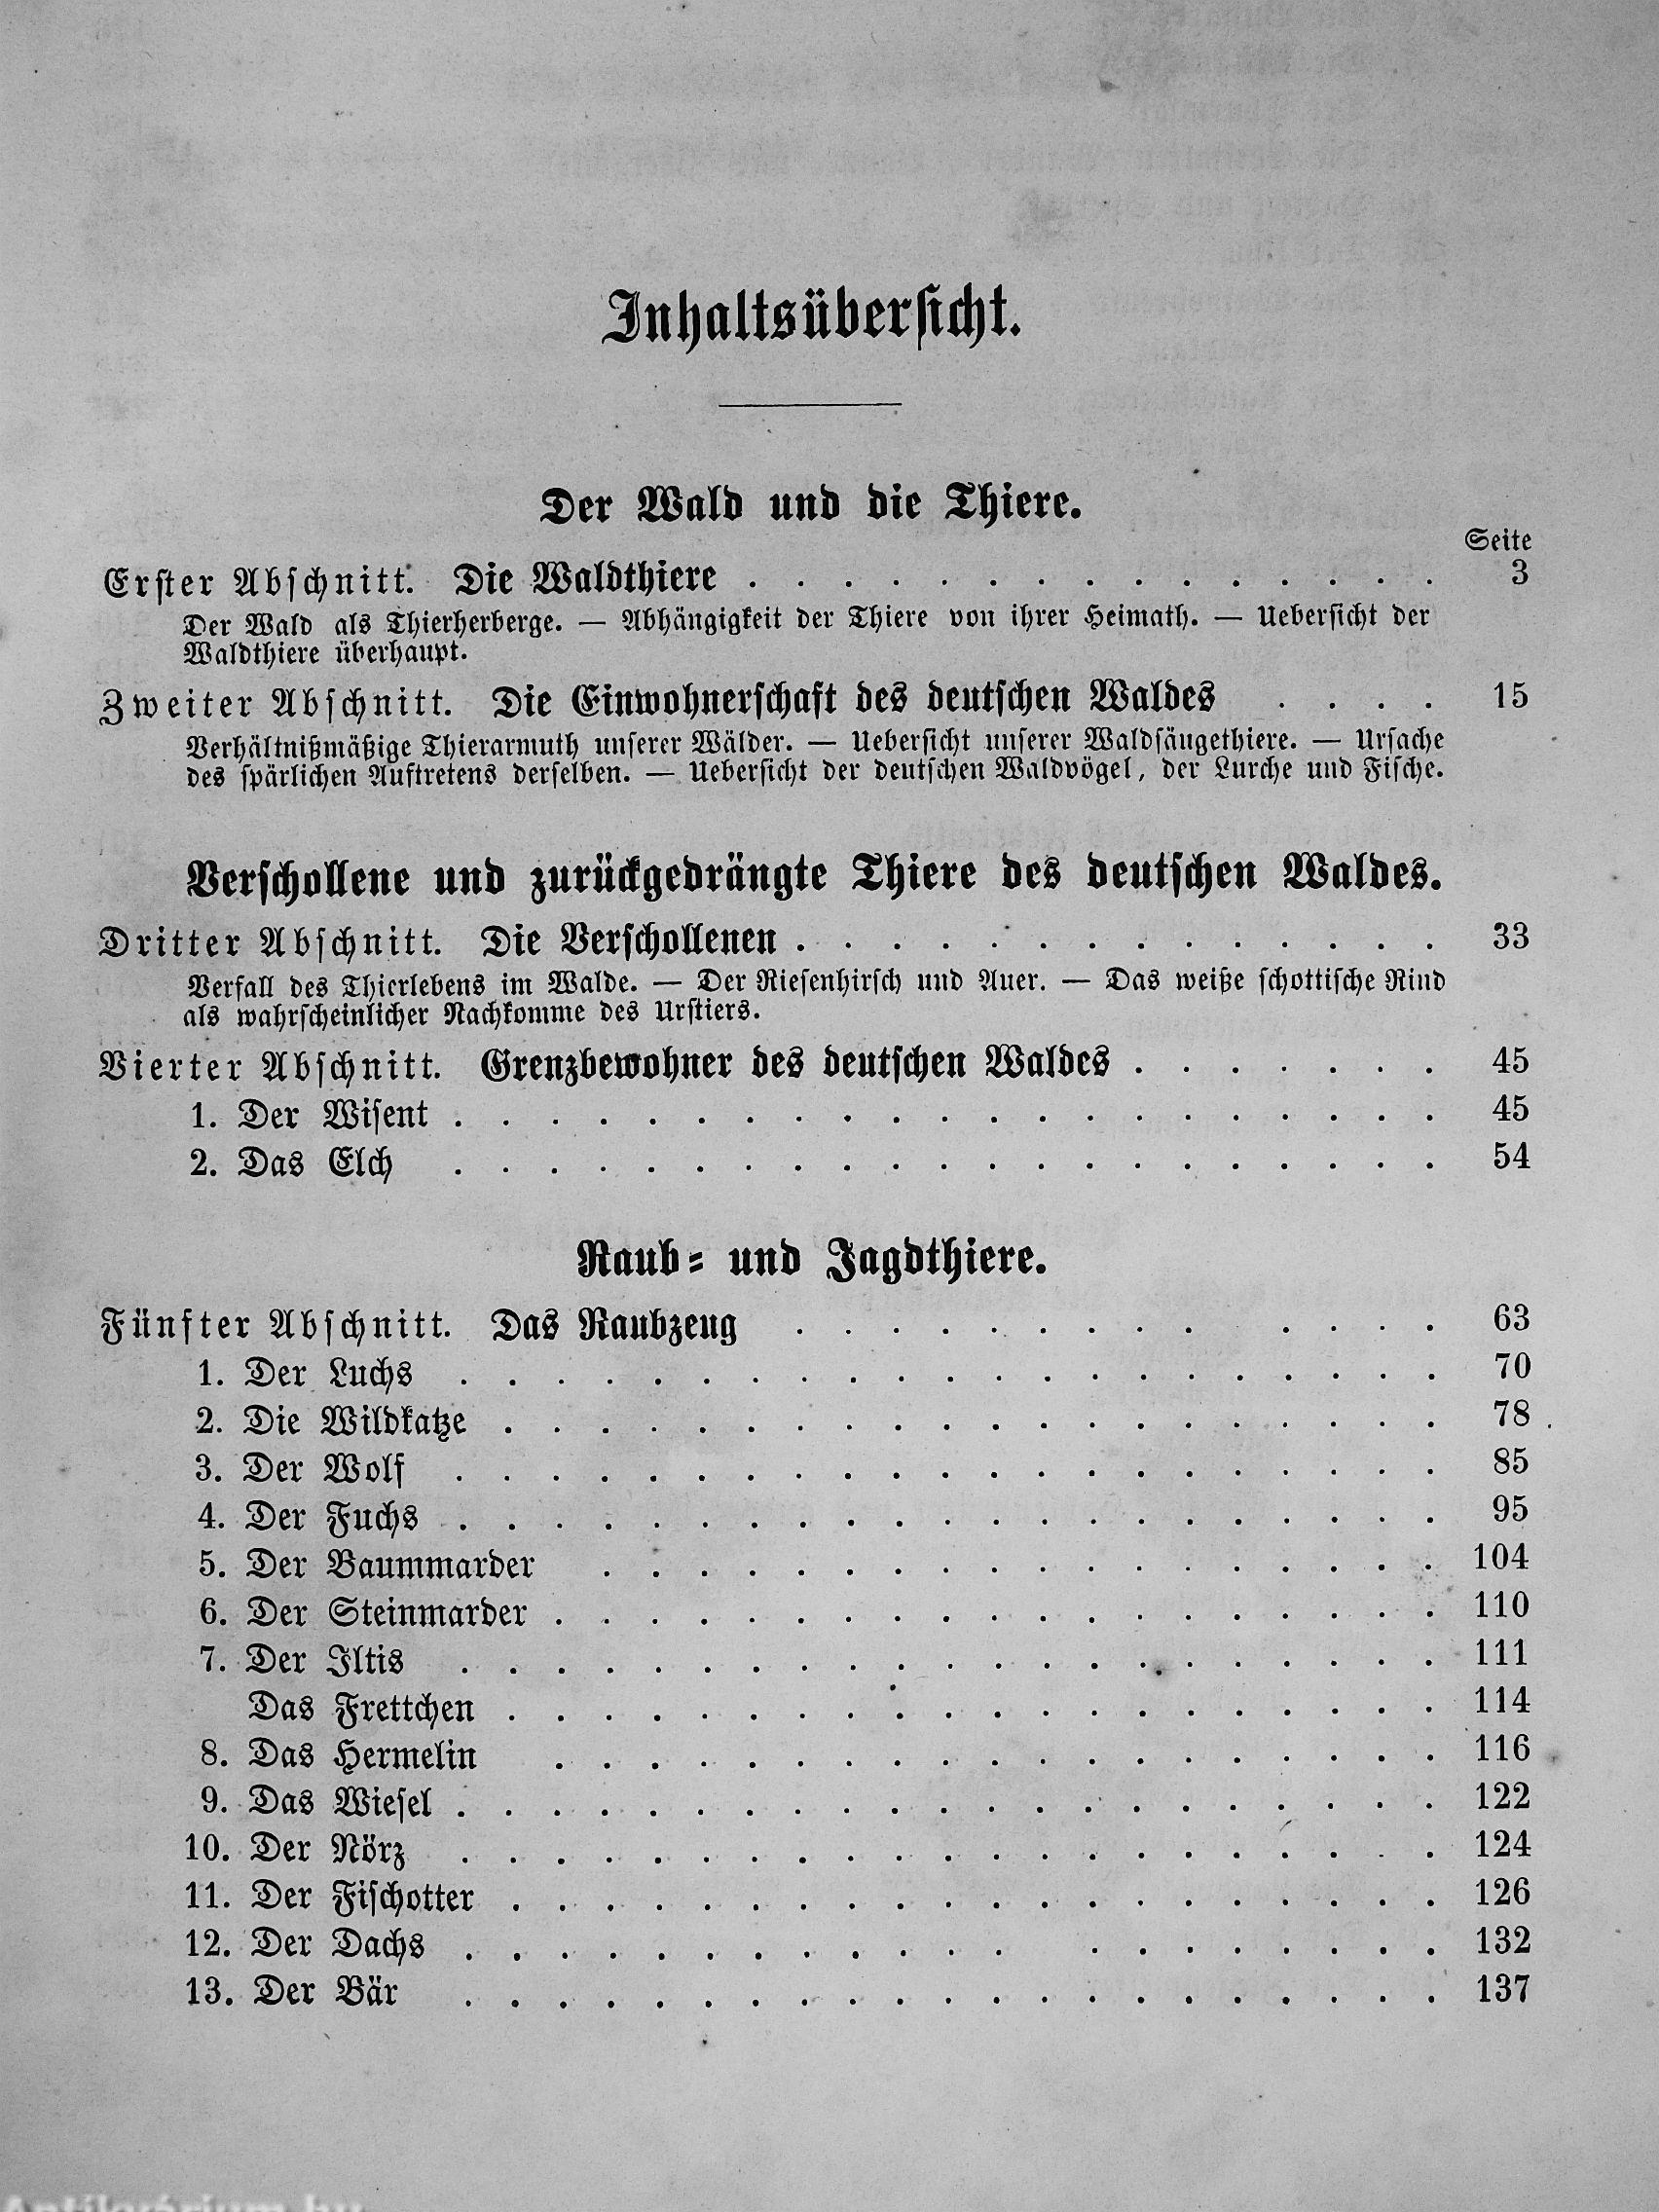 Inhaltsübersicht.
Der Wald und die Thiere.
Seite
Erster Abschnitt. Die Waldthiere . . . . . . . . . . . . . . . 3
Der Wald als Thierherberge. — Abhängigkeit der Thiere von ihrer Heimath. — Uebersicht der
Waldthiere überhaupt.
Zweiter Abschnitt. Die Einwohnerschaft des deutschen Waldes . . . . 15
Verhältnißmäßige Thierarmuth unserer Wälder. — Uebersicht unserer Waldsäugethiere. — Ursache
des spärlichen Auftretens derselben. — Uebersicht der deutschen Waldvögel, der Lurche und Fische.
Verschollene und zurückgedrängte Thiere des deutschen Waldes.
Dritter Abschnitt. Die Verschollenen . . . . . . . . . . . . . . 33
Verfall des Thierlebens im Walde. — Der Riesenhirsch und Auer. — Das weiße schottische Rind
als wahrscheinlicher Nachkomme des Urstiers.
Vierter Abschnitt. Grenzbewohner des deutschen Waldes . . . . . . . 45
1. Der Wisent . . . . . . . . . . . . . . . . . . . . . 45
2. Das Elch . . . . . . . . . . . . . . . . . . . . . 54
Raub- und Jagdthiere.
Fünfter Abschnitt. Das Raubzeug . . . . . . . . . . . . . 63
1. Der Luchs . . . . . . . . . . . . . . . . . . . . . 70
2. Die Wildkatze . . . . . . . . . . . . . . . . . . . . 78
3. Der Wolf . . . . . . . . . . . . . . . . . . . . . 85
4. Der Fuchs . . . . . . . . . . . . . . . . . . . . . 95
5. Der Baummarder . . . . . . . . . . . . . . . . . . 104
6. Der Steinmarder . . . . . . . . . . . . . . . . . . . 110
7. Der Iltis . . . . . . . . . . . . . . . . . . . . . 111
Das Frettchen . . . . . . . . . . . . . . . . . . . . 114
8. Das Hermelin . . . . . . . . . . . . . . . . . . . 116
9. Das Wiesel . . . . . . . . . . . . . . . . . . . . . 122
10. Der Nörz . . . . . . . . . . . . . . . . . . . . . 124
11. Der Fischotter . . . . . . . . . . . . . . . . . . . . 126
12. Der Dachs . . . . . . . . . . . . . . . . . . . . 132
13. Der Bär . . . . . . . . . . . . . . . . . . . . . 137